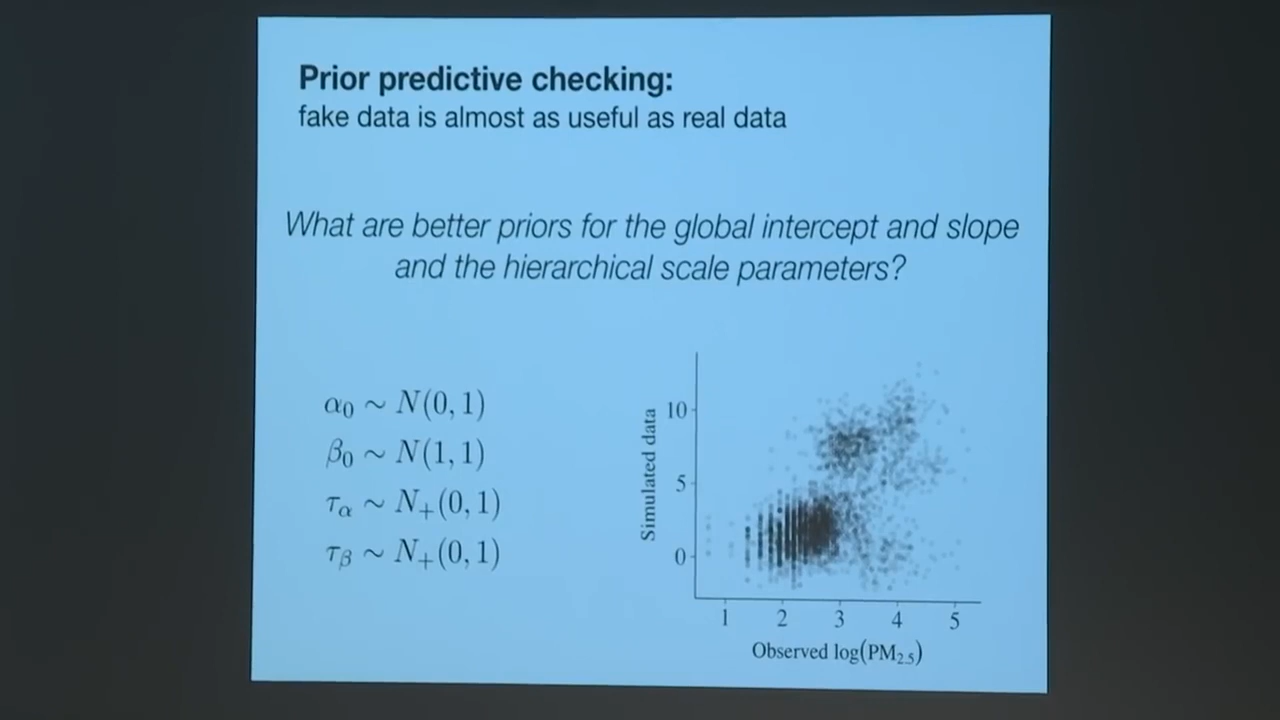 Prior predictive checking:
fake data is almost as useful as real data
What are better priors for the global intercept and slope
and the hierarchical scale parameters?
α₀ ~ N(0, 1)
β₀ ~ N(1, 1)
τ_α ~ N₊(0, 1)
τ_β ~ N₊(0, 1)
Simulated data
10
5
0
1 2 3 4 5
Observed log(PM₂.₅)